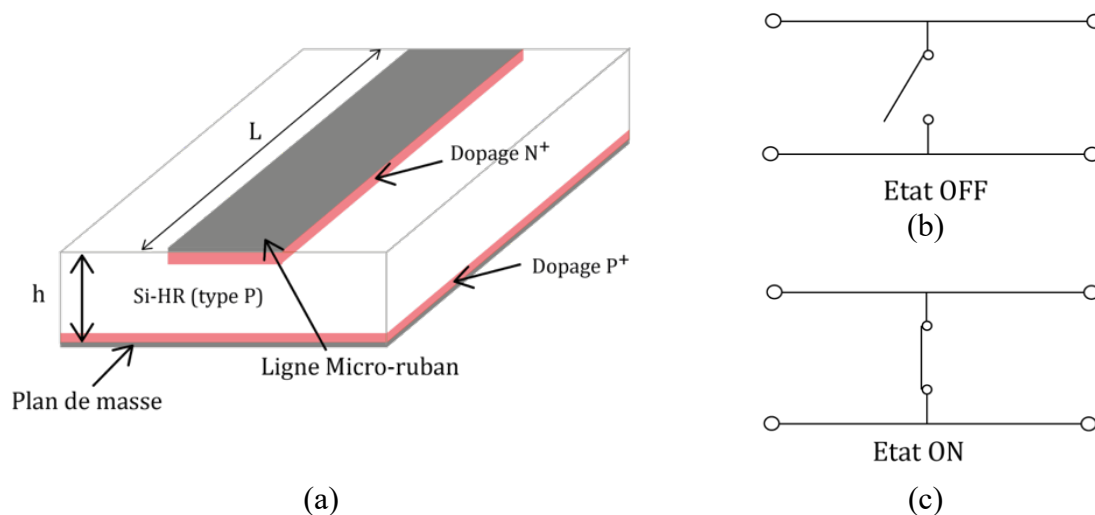 L
Dopage N⁺
h
Si-HR (type P)
Dopage P⁺
Ligne Micro-ruban
Plan de masse
(a)
Etat OFF
(b)
Etat ON
(c)